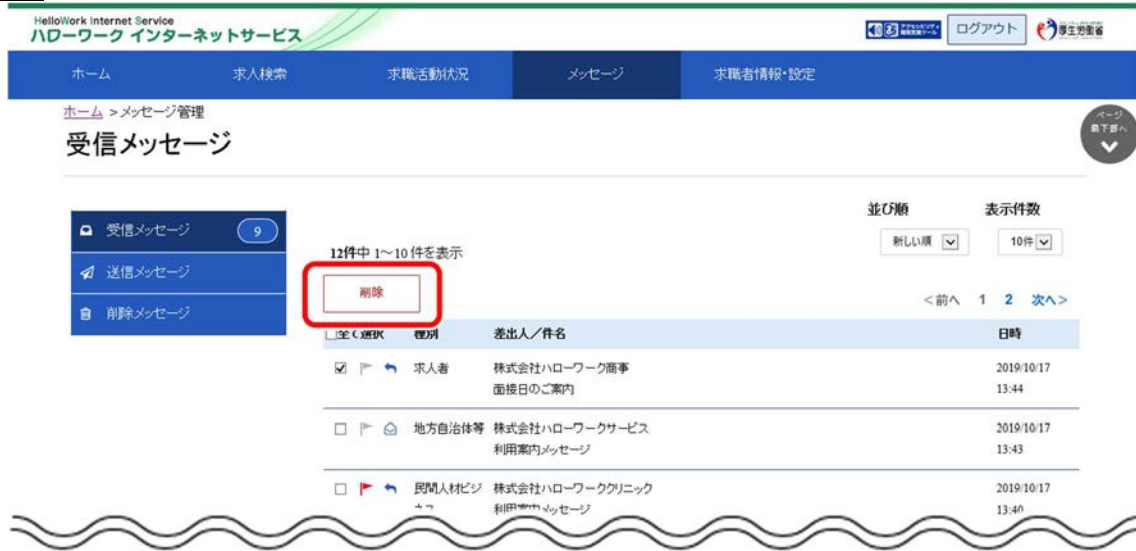 HelloWork Internet Service
ハローワーク インターネットサービス
ログアウト
厚生労働省
ホーム 求人検索 求職活動状況 メッセージ 求職者情報・設定
ホーム >メッセージ管理
ページ
最下部へ
受信メッセージ
並び順 表示件数
受信メッセージ 9
新しい順 10件
12件中 1～10 件を表示
送信メッセージ
削除
<前へ 1 2 次へ>
削除メッセージ
全て選択 種別 差出人／件名 日時
求人者 株式会社ハローワーク商事 2019/10/17
面接日のご案内 13:44
地方自治体等 株式会社ハローワークサービス 2019/10/17
利用案内メッセージ 13:43
民間人材ビジ 株式会社ハローワーククリニック 2019/10/17
利用案内メッセージ 13:40